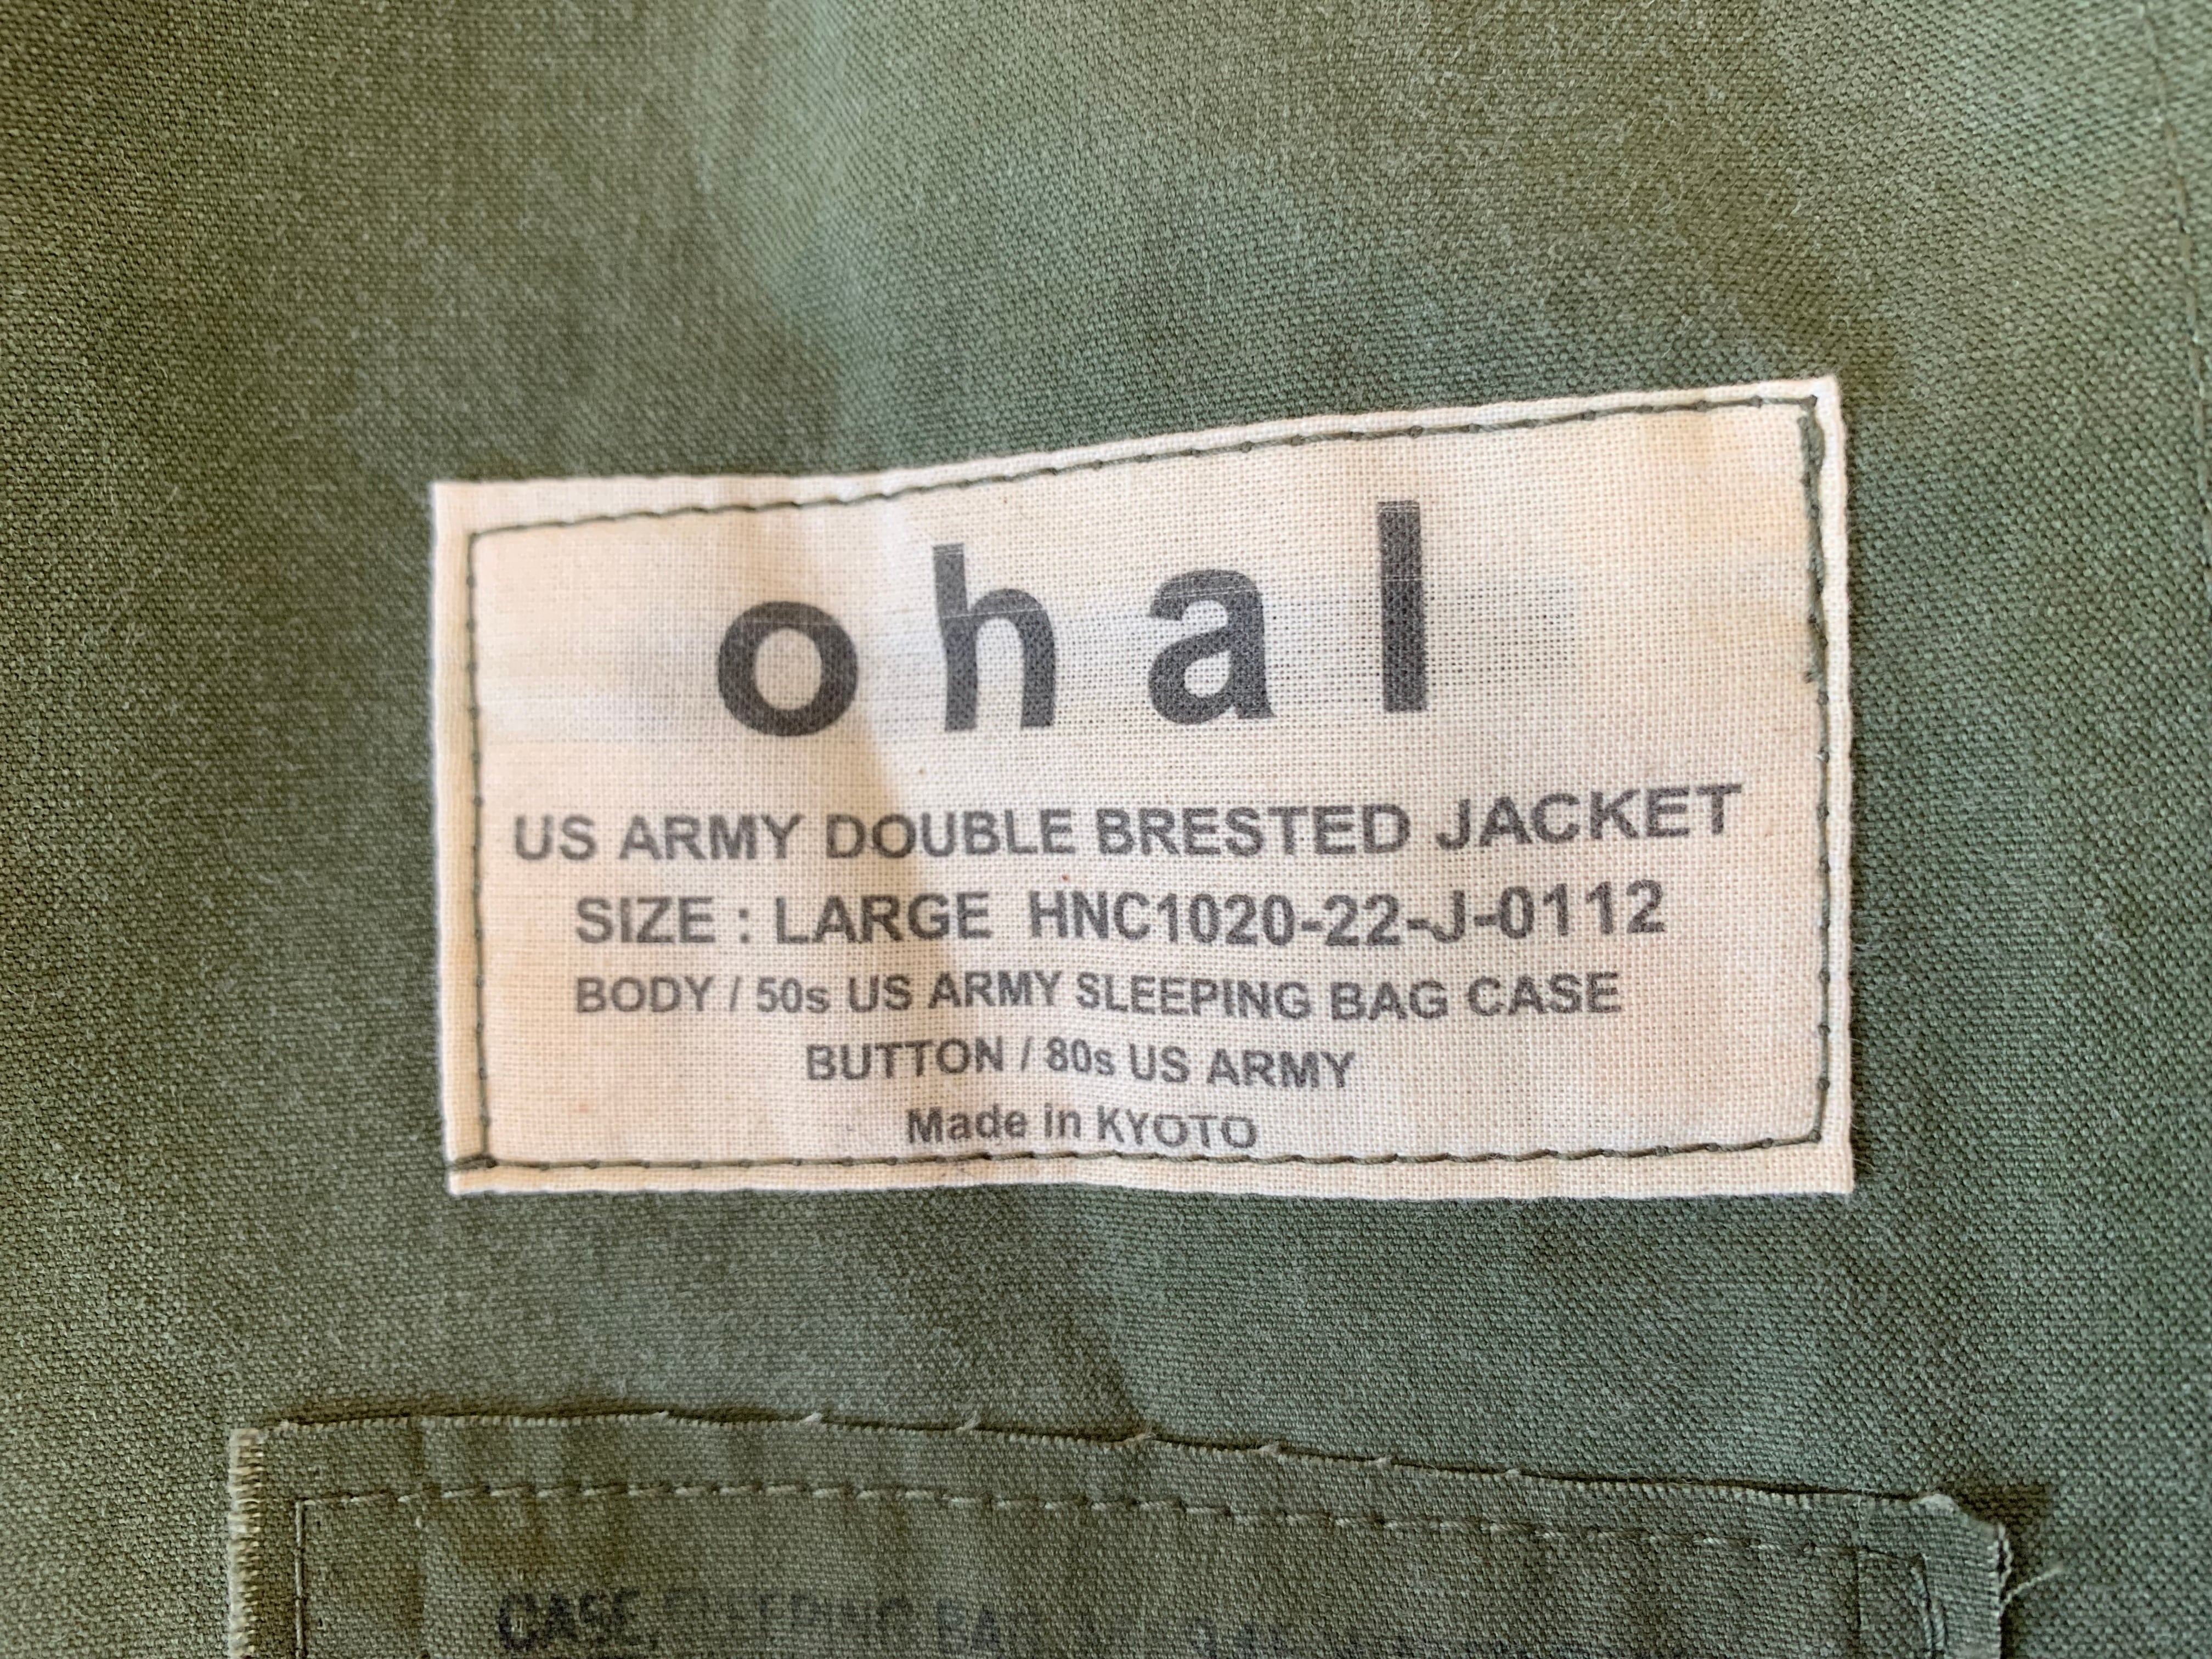 ohal
US ARMY DOUBLE BRESTED JACKET
SIZE : LARGE HNC1020-22-J-0112
BODY / 50s US ARMY SLEEPING BAG CASE
BUTTON / 80s US ARMY
Made in KYOTO
CASE,